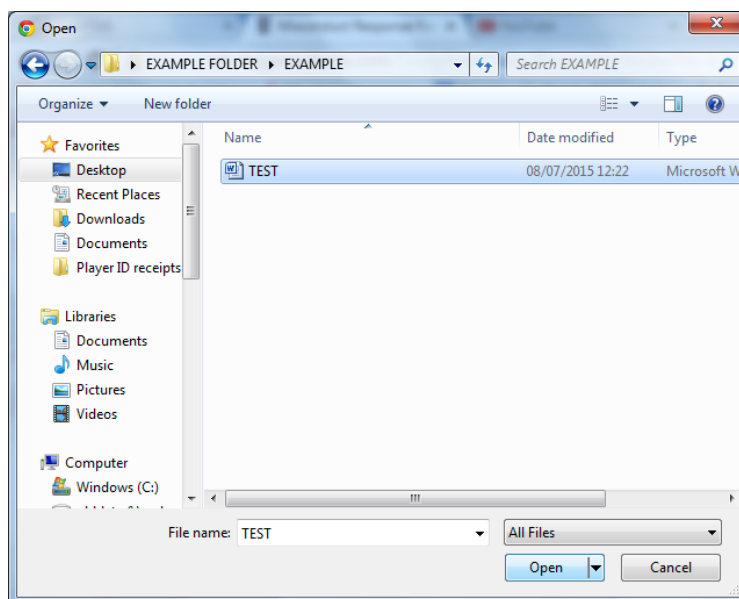 Open
EXAMPLE FOLDER EXAMPLE
Search EXAMPLE
Organize New folder
Name Date modified Type
TEST 08/07/2015 12:22 Microsoft W
Favorites
Desktop
Recent Places
Downloads
Documents
Player ID receipts
Libraries
Documents
Music
Pictures
Videos
Computer
Windows (C:)
File name: TEST
All Files
Open Cancel